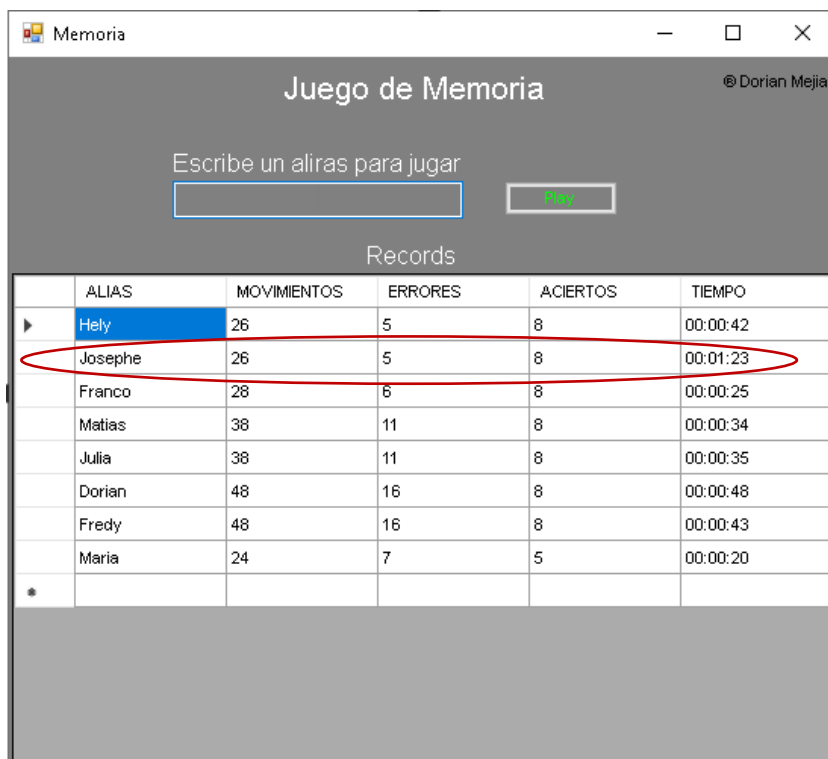 Memoria
Juego de Memoria
® Dorian Mejia
Escribe un aliras para jugar
Play
Records
ALIAS MOVIMIENTOS ERRORES ACIERTOS TIEMPO
Hely 26 5 8 00:00:42
Josephe 26 5 8 00:01:23
Franco 28 6 8 00:00:25
Matias 38 11 8 00:00:34
Julia 38 11 8 00:00:35
Dorian 48 16 8 00:00:48
Fredy 48 16 8 00:00:43
Maria 24 7 5 00:00:20